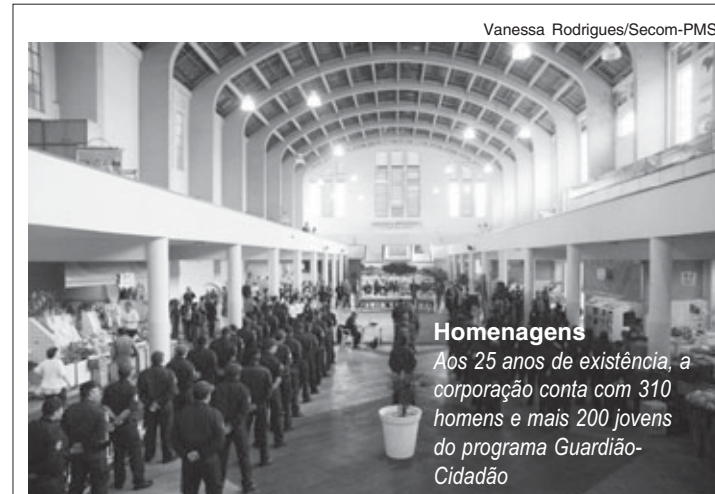 Vanessa Rodrigues/Secom-PMS
Homenagens
Aos 25 anos de existência, a
corporação conta com 310
homens e mais 200 jovens
do programa Guardião-
Cidadão